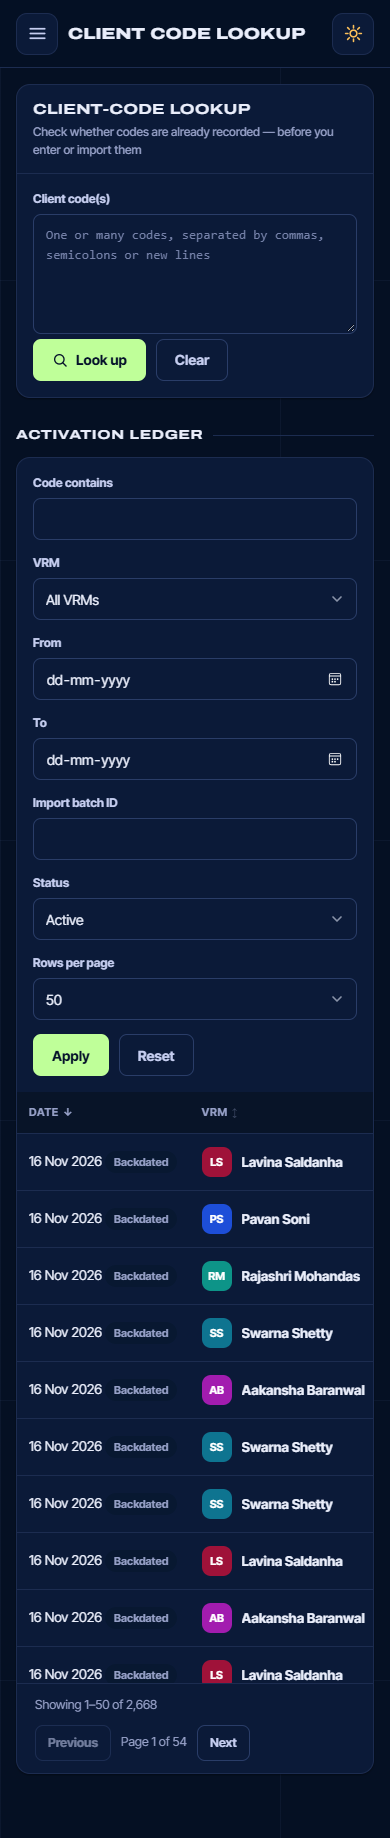 CLIENT CODE LOOKUP
CLIENT-CODE LOOKUP
Check whether codes are already recorded — before you
enter or import them
Client code(s)
One or many codes, separated by commas,
semicolons or new lines
Look up
Clear
ACTIVATION LEDGER
Code contains
VRM
All VRMs
From
dd-mm-yyyy
To
dd-mm-yyyy
Import batch ID
Status
Active
Rows per page
50
Apply
Reset
DATE ↓ VRM ↕
16 Nov 2026 Backdated LS Lavina Saldanha
16 Nov 2026 Backdated PS Pavan Soni
16 Nov 2026 Backdated RM Rajashri Mohandas
16 Nov 2026 Backdated SS Swarna Shetty
16 Nov 2026 Backdated AB Aakansha Baranwal
16 Nov 2026 Backdated SS Swarna Shetty
16 Nov 2026 Backdated SS Swarna Shetty
16 Nov 2026 Backdated LS Lavina Saldanha
16 Nov 2026 Backdated AB Aakansha Baranwal
16 Nov 2026 Backdated LS Lavina Saldanha
Showing 1–50 of 2,668
Previous Page 1 of 54 Next